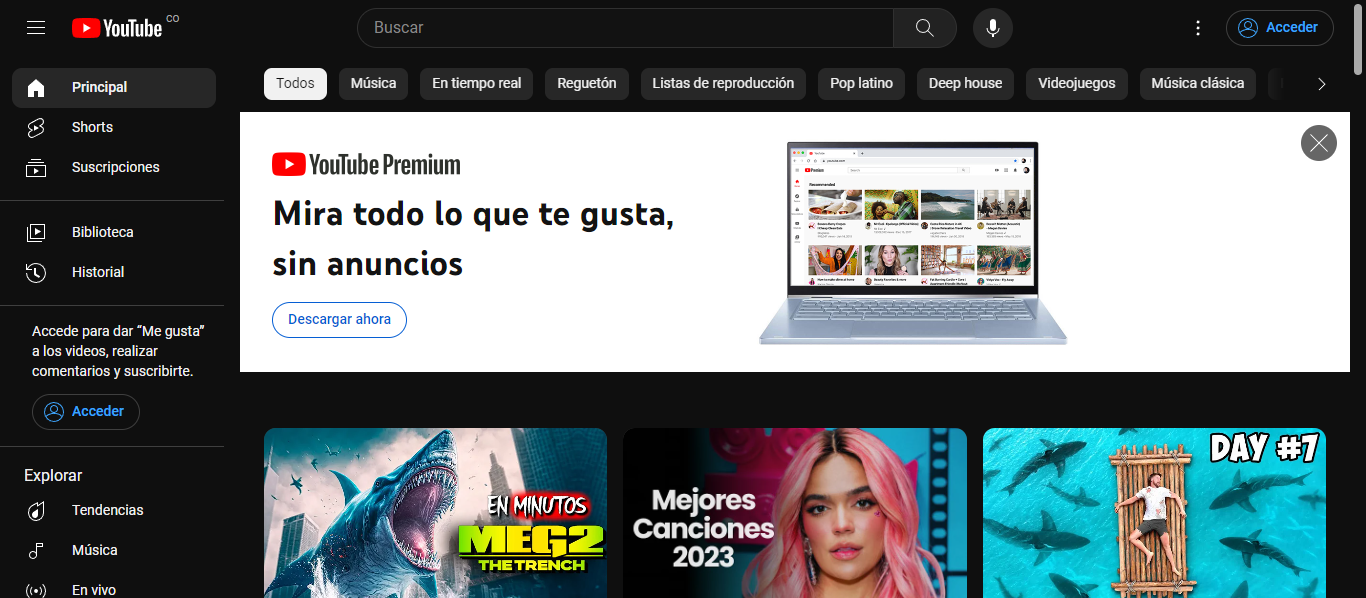 YouTube CO
Buscar
Acceder
Principal
Shorts
Suscripciones
Biblioteca
Historial
Accede para dar “Me gusta”
a los videos, realizar
comentarios y suscribirte.
Acceder
Explorar
Tendencias
Música
En vivo
Todos
Música
En tiempo real
Reguetón
Listas de reproducción
Pop latino
Deep house
Videojuegos
Música clásica
YouTube Premium
Mira todo lo que te gusta,
sin anuncios
Descargar ahora
Premium
Recommended
EN MINUTOS
MEG2
THE TRENCH
Mejores
Canciones
2023
DAY #7